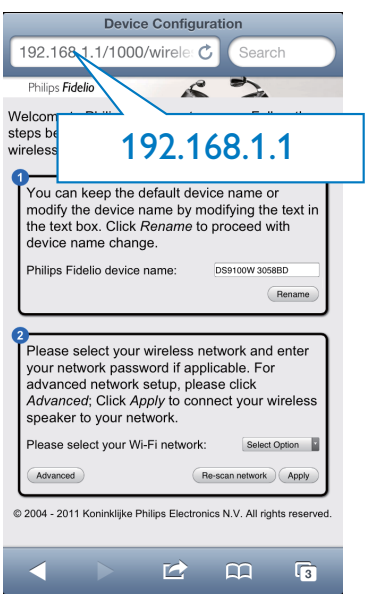 Device Configuration
192.168.1.1/1000/wirele
Search
Philips Fidelio
192.168.1.1
steps be
wireless
1
You can keep the default device name or
modify the device name by modifying the text in
the text box. Click Rename to proceed with
device name change.
Philips Fidelio device name:
DS9100W 3058BD
Rename
2
Please select your wireless network and enter
your network password if applicable. For
advanced network setup, please click
Advanced; Click Apply to connect your wireless
speaker to your network.
Please select your Wi-Fi network:
Select Option
Advanced
Re-scan network
Apply
© 2004 - 2011 Koninklijke Philips Electronics N.V. All rights reserved.
3